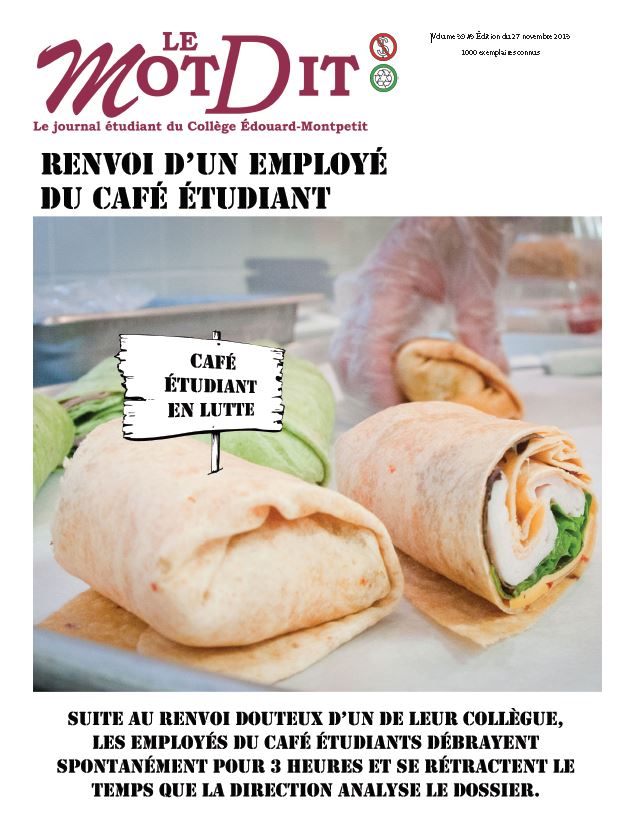 LE
MOTDIT
Le journal étudiant du Collège Édouard-Montpetit
Volume 39 #6 Édition du 27 novembre 2013
1000 exemplaires connus
RENVOI D'UN EMPLOYÉ
DU CAFÉ ÉTUDIANT
CAFÉ
ÉTUDIANT
EN LUTTE
SUITE AU RENVOI DOUTEUX D'UN DE LEUR COLLÈGUE,
LES EMPLOYÉS DU CAFÉ ÉTUDIANTS DÉBRAYENT
SPONTANÉMENT POUR 3 HEURES ET SE RÉTRACTENT LE
TEMPS QUE LA DIRECTION ANALYSE LE DOSSIER.